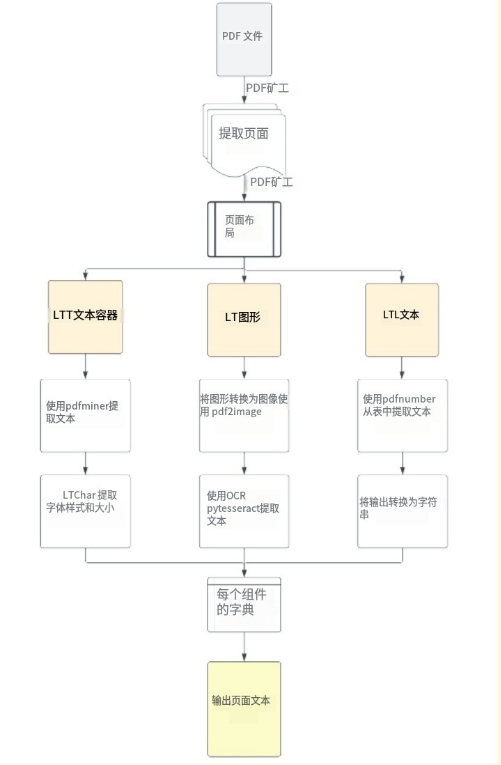 PDF 文件
PDF矿工
提取页面
PDF矿工
页面布
局
LTT文本容器
LT图形
LTL文本
使用pdfminer提
取文本
将图形转换为图像使
用 pdf2image
使用pdfnumber
从表中提取文本
LTChar 提取
字体样式和大小
使用OCR
pytesseract提取
文本
将输出转换为字符
串
每个组件
的字典
输出页面文本